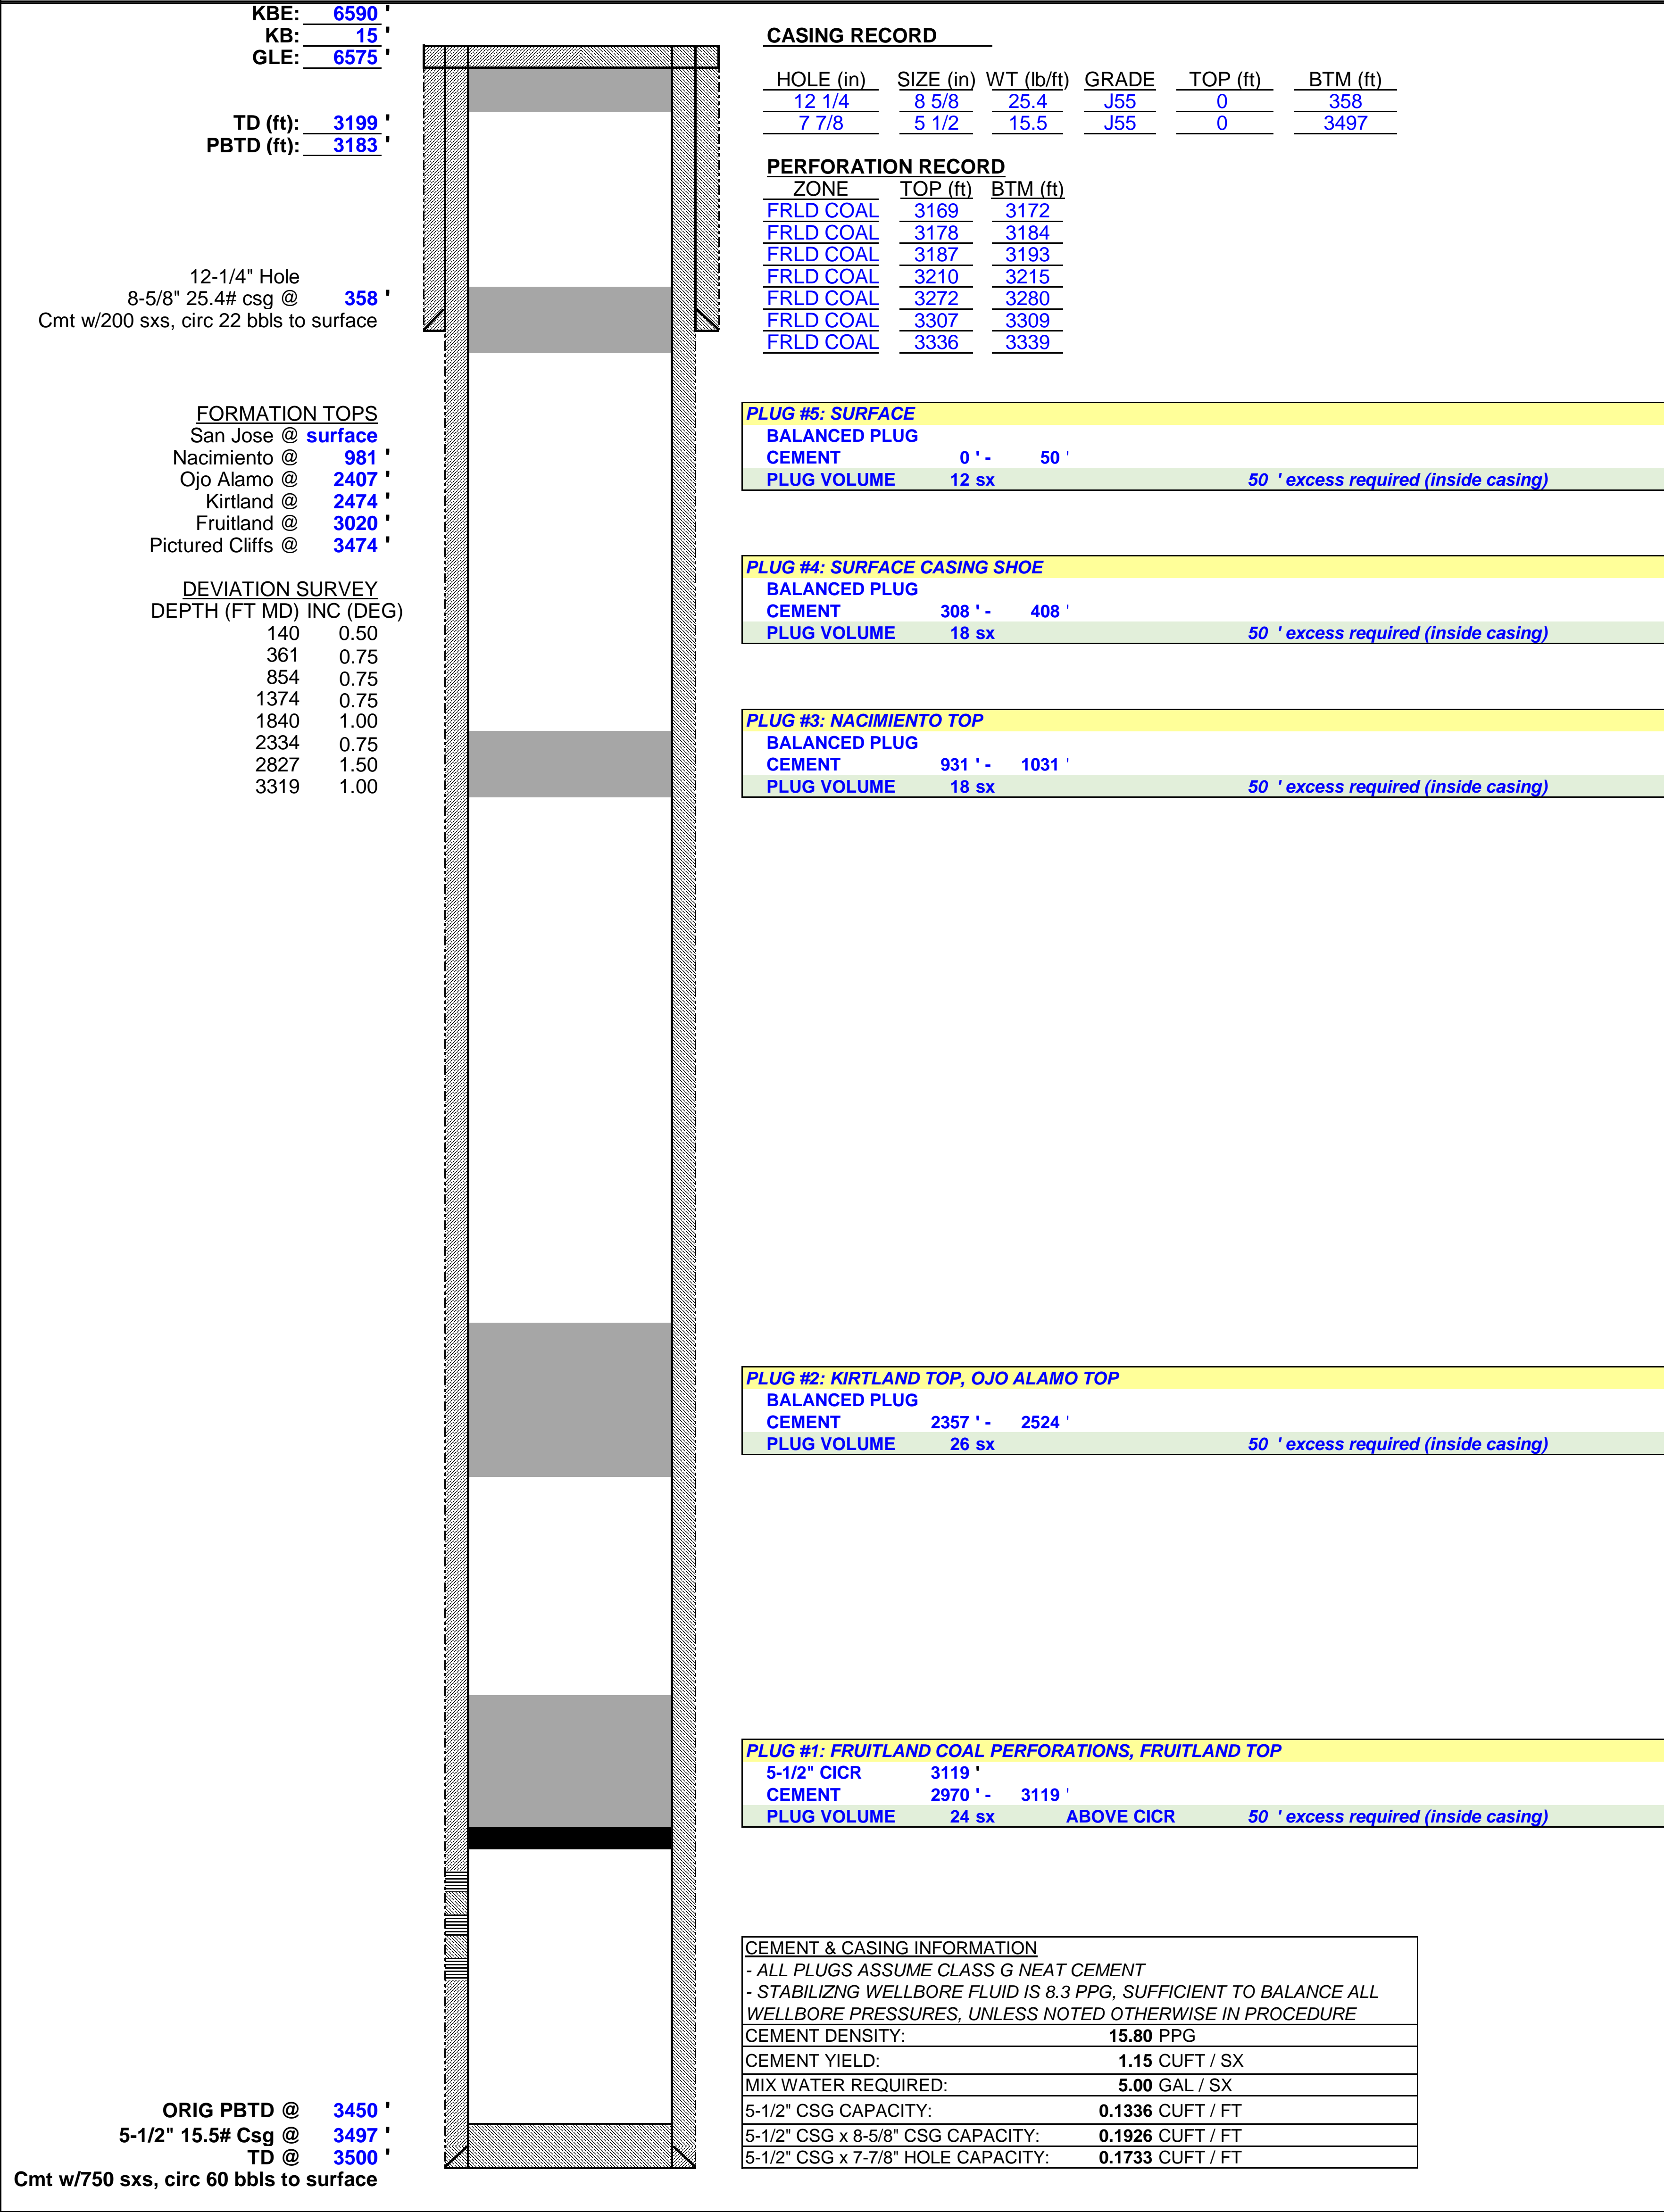 KBE: 6590 '
KB: 15 '
GLE: 6575 '
TD (ft): 3199 '
PBTD (ft): 3183 '
12-1/4" Hole
8-5/8" 25.4# csg @ 358 '
Cmt w/200 sxs, circ 22 bbls to surface
FORMATION TOPS
San Jose @ surface
Nacimiento @ 981 '
Ojo Alamo @ 2407 '
Kirtland @ 2474 '
Fruitland @ 3020 '
Pictured Cliffs @ 3474 '
DEVIATION SURVEY
DEPTH (FT MD) INC (DEG)
140 0.50
361 0.75
854 0.75
1374 0.75
1840 1.00
2334 0.75
2827 1.50
3319 1.00
ORIG PBTD @ 3450 '
5-1/2" 15.5# Csg @ 3497 '
TD @ 3500 '
Cmt w/750 sxs, circ 60 bbls to surface
CASING RECORD
HOLE (in) SIZE (in) WT (lb/ft) GRADE TOP (ft) BTM (ft)
12 1/4 8 5/8 25.4 J55 0 358
7 7/8 5 1/2 15.5 J55 0 3497
PERFORATION RECORD
ZONE TOP (ft) BTM (ft)
FRLD COAL 3169 3172
FRLD COAL 3178 3184
FRLD COAL 3187 3193
FRLD COAL 3210 3215
FRLD COAL 3272 3280
FRLD COAL 3307 3309
FRLD COAL 3336 3339
PLUG #5: SURFACE
BALANCED PLUG
CEMENT 0 ' - 50 '
PLUG VOLUME 12 sx 50 ' excess required (inside casing)
PLUG #4: SURFACE CASING SHOE
BALANCED PLUG
CEMENT 308 ' - 408 '
PLUG VOLUME 18 sx 50 ' excess required (inside casing)
PLUG #3: NACIMIENTO TOP
BALANCED PLUG
CEMENT 931 ' - 1031 '
PLUG VOLUME 18 sx 50 ' excess required (inside casing)
PLUG #2: KIRTLAND TOP, OJO ALAMO TOP
BALANCED PLUG
CEMENT 2357 ' - 2524 '
PLUG VOLUME 26 sx 50 ' excess required (inside casing)
PLUG #1: FRUITLAND COAL PERFORATIONS, FRUITLAND TOP
5-1/2" CICR 3119 '
CEMENT 2970 ' - 3119 '
PLUG VOLUME 24 sx ABOVE CICR 50 ' excess required (inside casing)
CEMENT & CASING INFORMATION
- ALL PLUGS ASSUME CLASS G NEAT CEMENT
- STABILIZNG WELLBORE FLUID IS 8.3 PPG, SUFFICIENT TO BALANCE ALL
WELLBORE PRESSURES, UNLESS NOTED OTHERWISE IN PROCEDURE
CEMENT DENSITY: 15.80 PPG
CEMENT YIELD: 1.15 CUFT / SX
MIX WATER REQUIRED: 5.00 GAL / SX
5-1/2" CSG CAPACITY: 0.1336 CUFT / FT
5-1/2" CSG x 8-5/8" CSG CAPACITY: 0.1926 CUFT / FT
5-1/2" CSG x 7-7/8" HOLE CAPACITY: 0.1733 CUFT / FT